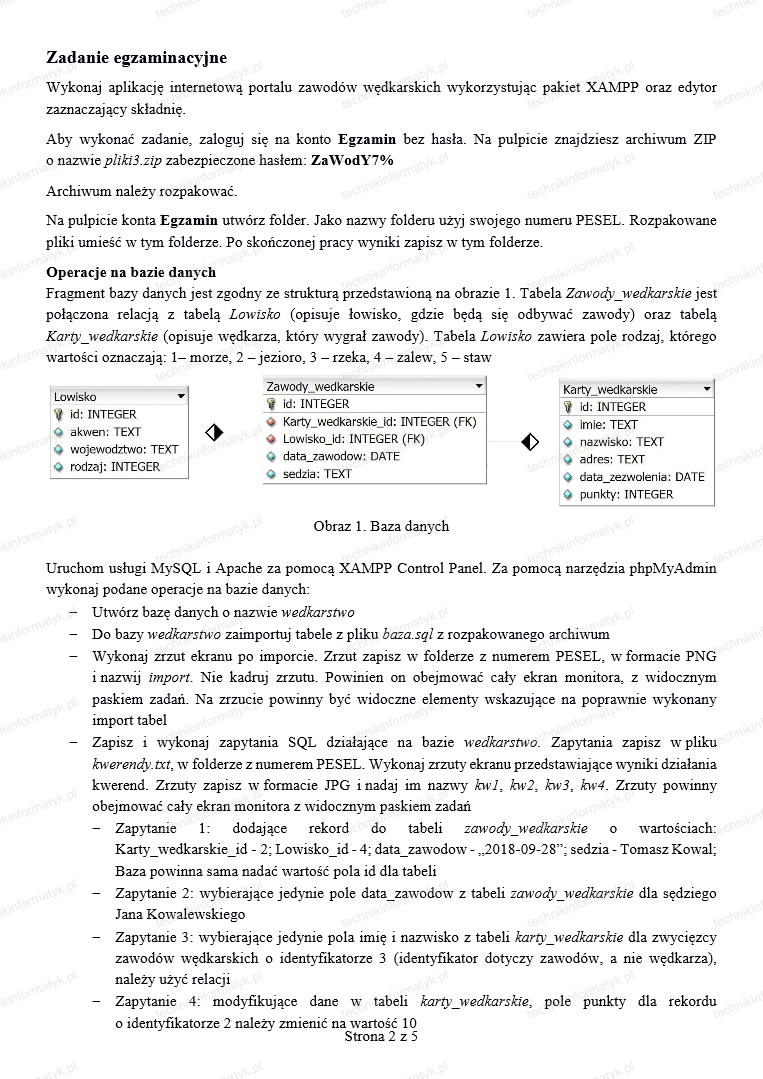 Zadanie egzaminacyjne
Wykonaj aplikację internetową portalu zawodów wędkarskich wykorzystując pakiet XAMPP oraz edytor
zaznaczający składnię.
Aby wykonać zadanie, zaloguj się na konto Egzamin bez hasła. Na pulpicie znajdziesz archiwum ZIP
o nazwie pliki3.zip zabezpieczone hasłem: ZaWodY7%
Archiwum należy rozpakować.
Na pulpicie konta Egzamin utwórz folder. Jako nazwy folderu użyj swojego numeru PESEL. Rozpakowane
pliki umieść w tym folderze. Po skończonej pracy wyniki zapisz w tym folderze.
Operacje na bazie danych
Fragment bazy danych jest zgodny ze strukturą przedstawioną na obrazie 1. Tabela Zawody_wedkarskie jest
połączona relacją z tabelą Lowisko (opisuje łowisko, gdzie będą się odbywać zawody) oraz tabelą
Karty_wedkarskie (opisuje wędkarza, który wygrał zawody). Tabela Lowisko zawiera pole rodzaj, którego
wartości oznaczają: 1– morze, 2 – jezioro, 3 – rzeka, 4 – zalew, 5 – staw
Lowisko
id: INTEGER
akwen: TEXT
wojewodztwo: TEXT
rodzaj: INTEGER
Zawody_wedkarskie
id: INTEGER
Karty_wedkarskie_id: INTEGER (FK)
Lowisko_id: INTEGER (FK)
data_zawodow: DATE
sedzia: TEXT
Karty_wedkarskie
id: INTEGER
imie: TEXT
nazwisko: TEXT
adres: TEXT
data_zezwolenia: DATE
punkty: INTEGER
Obraz 1. Baza danych
Uruchom usługi MySQL i Apache za pomocą XAMPP Control Panel. Za pomocą narzędzia phpMyAdmin
wykonaj podane operacje na bazie danych:
– Utwórz bazę danych o nazwie wedkarstwo
– Do bazy wedkarstwo zaimportuj tabele z pliku baza.sql z rozpakowanego archiwum
– Wykonaj zrzut ekranu po imporcie. Zrzut zapisz w folderze z numerem PESEL, w formacie PNG
i nazwij import. Nie kadruj zrzutu. Powinien on obejmować cały ekran monitora, z widocznym
paskiem zadań. Na zrzucie powinny być widoczne elementy wskazujące na poprawnie wykonany
import tabel
– Zapisz i wykonaj zapytania SQL działające na bazie wedkarstwo. Zapytania zapisz w pliku
kwerendy.txt, w folderze z numerem PESEL. Wykonaj zrzuty ekranu przedstawiające wyniki działania
kwerend. Zrzuty zapisz w formacie JPG i nadaj im nazwy kw1, kw2, kw3, kw4. Zrzuty powinny
obejmować cały ekran monitora z widocznym paskiem zadań
– Zapytanie 1: dodające rekord do tabeli zawody_wedkarskie o wartościach:
Karty_wedkarskie_id - 2; Lowisko_id - 4; data_zawodow - „2018-09-28”; sedzia - Tomasz Kowal;
Baza powinna sama nadać wartość pola id dla tabeli
– Zapytanie 2: wybierające jedynie pole data_zawodow z tabeli zawody_wedkarskie dla sędziego
Jana Kowalewskiego
– Zapytanie 3: wybierające jedynie pola imię i nazwisko z tabeli karty_wedkarskie dla zwycięzcy
zawodów wędkarskich o identyfikatorze 3 (identyfikator dotyczy zawodów, a nie wędkarza),
należy użyć relacji
– Zapytanie 4: modyfikujące dane w tabeli karty_wedkarskie, pole punkty dla rekordu
o identyfikatorze 2 należy zmienić na wartość 10
Strona 2 z 5